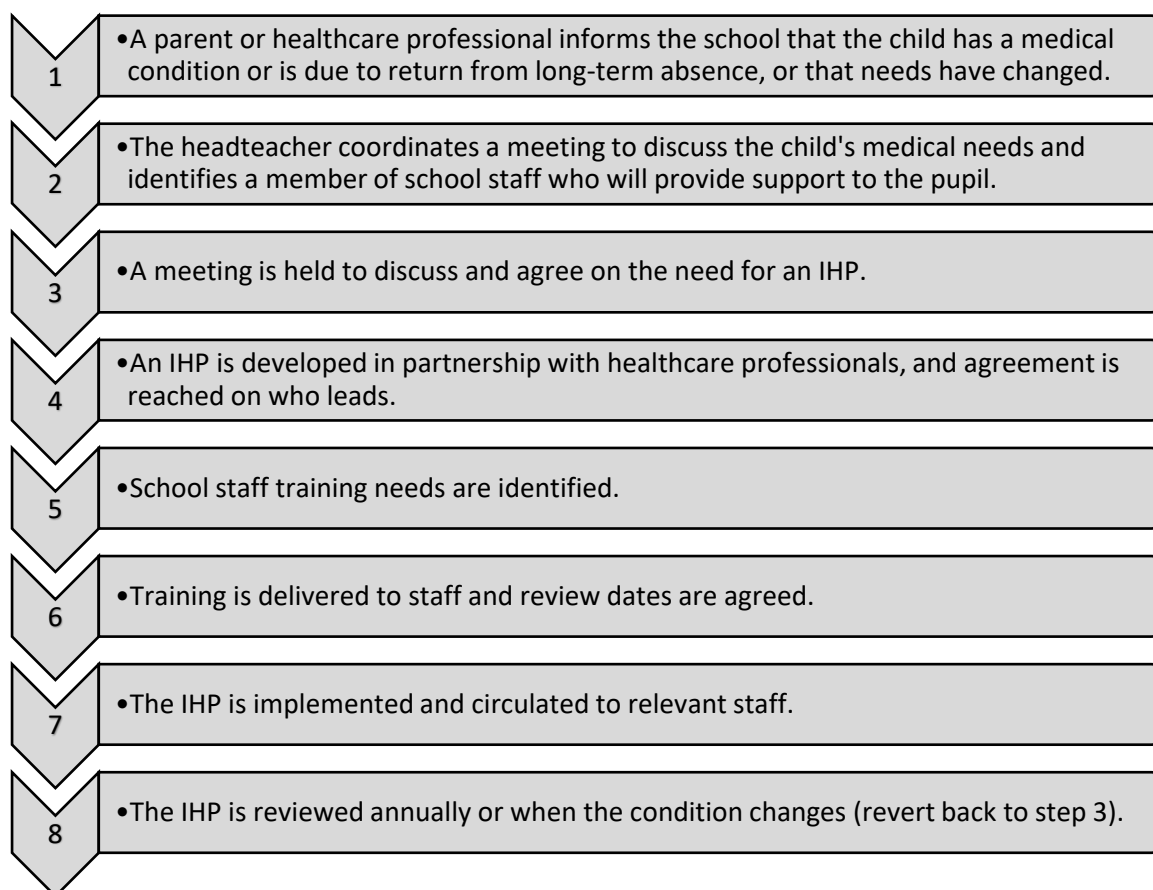 1
•A parent or healthcare professional informs the school that the child has a medical
condition or is due to return from long-term absence, or that needs have changed.
2
•The headteacher coordinates a meeting to discuss the child's medical needs and
identifies a member of school staff who will provide support to the pupil.
3
•A meeting is held to discuss and agree on the need for an IHP.
4
•An IHP is developed in partnership with healthcare professionals, and agreement is
reached on who leads.
5
•School staff training needs are identified.
6
•Training is delivered to staff and review dates are agreed.
7
•The IHP is implemented and circulated to relevant staff.
8
•The IHP is reviewed annually or when the condition changes (revert back to step 3).